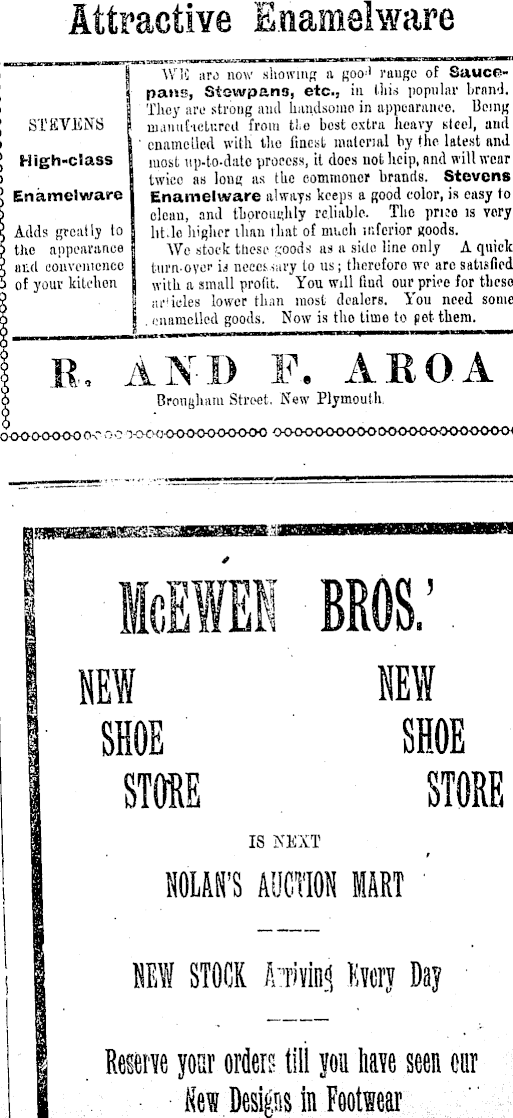 Attractive Enamelware
STEVENS
High-class
Enamelware
Adds greatly to
the appearance
and convenience
of your kitchen
WE are now showing a good range of Sauce-
pans, Stewpans, etc., in this popular brand.
They are strong and handsome in appearance. Being
manufactured from the best extra heavy steel, and
enamelled with the finest material by the latest and
most up-to-date process, it does not chip, and will wear
twice as long as the commoner brands. Stevens
Enamelware always keeps a good color, is easy to
clean, and thoroughly reliable. The price is very
little higher than that of much inferior goods.
We stock these goods as a side line only A quick
turn-over is necessary to us; therefore we are satisfied
with a small profit. You will find our price for these
articles lower than most dealers. You need some
enamelled goods. Now is the time to get them.
R. AND F. AROA
Brougham Street, New Plymouth.
McEWEN BROS.'
NEW NEW
SHOE SHOE
STORE STORE
IS NEXT
NOLAN'S AUCTION MART
NEW STOCK Arriving Every Day
Reserve your orders till you have seen our
New Designs in Footwear